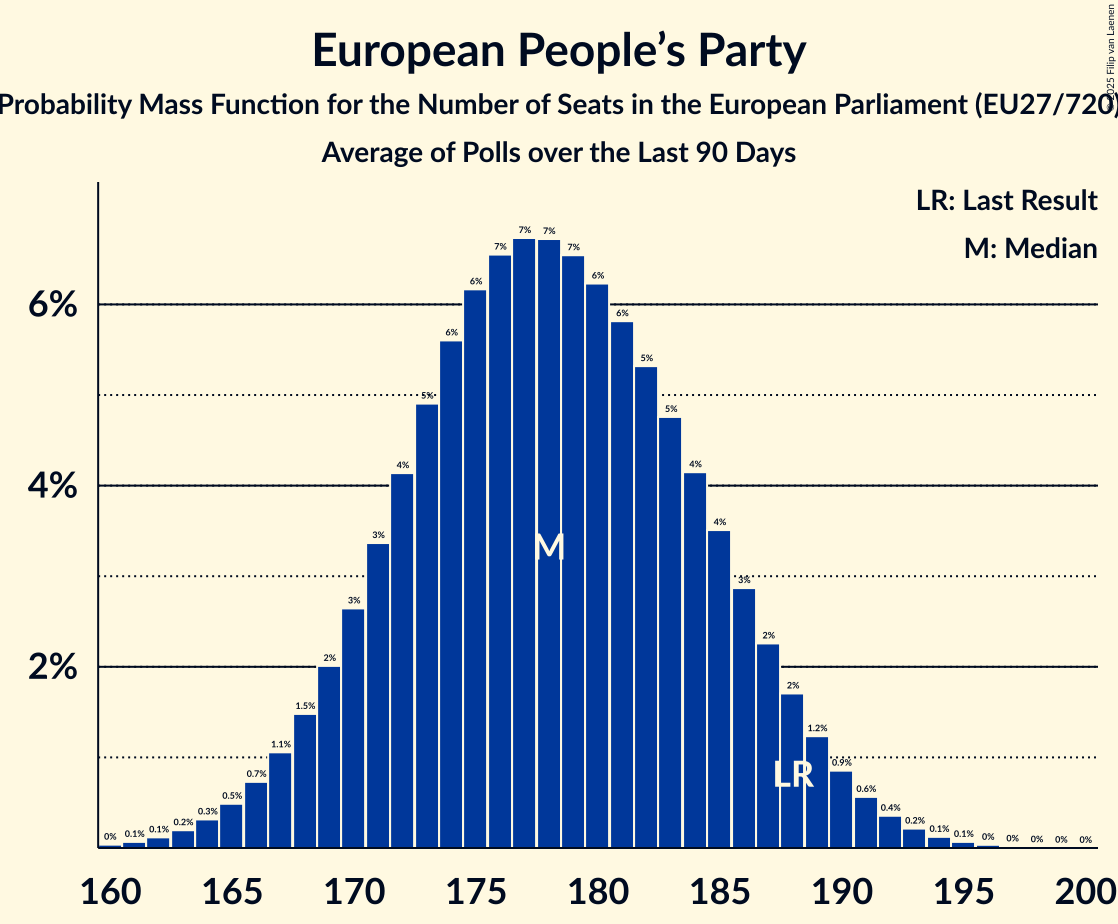 European People’s Party
Probability Mass Function for the Number of Seats in the European Parliament (EU27/720)
Average of Polls over the Last 90 Days
© 2025 Filip van Laenen
LR: Last Result
M: Median
6%
4%
2%
0% 0.1% 0.1% 0.2% 0.3% 0.5% 0.7% 1.1% 1.5% 2% 3% 3% 4% 5% 6% 6% 7% 7% 7% 7% 6% 6% 5% 5% 4% 4% 3% 2% 2% 1.2% 0.9% 0.6% 0.4% 0.2% 0.1% 0.1% 0% 0% 0% 0% 0%
M
LR
160 165 170 175 180 185 190 195 200